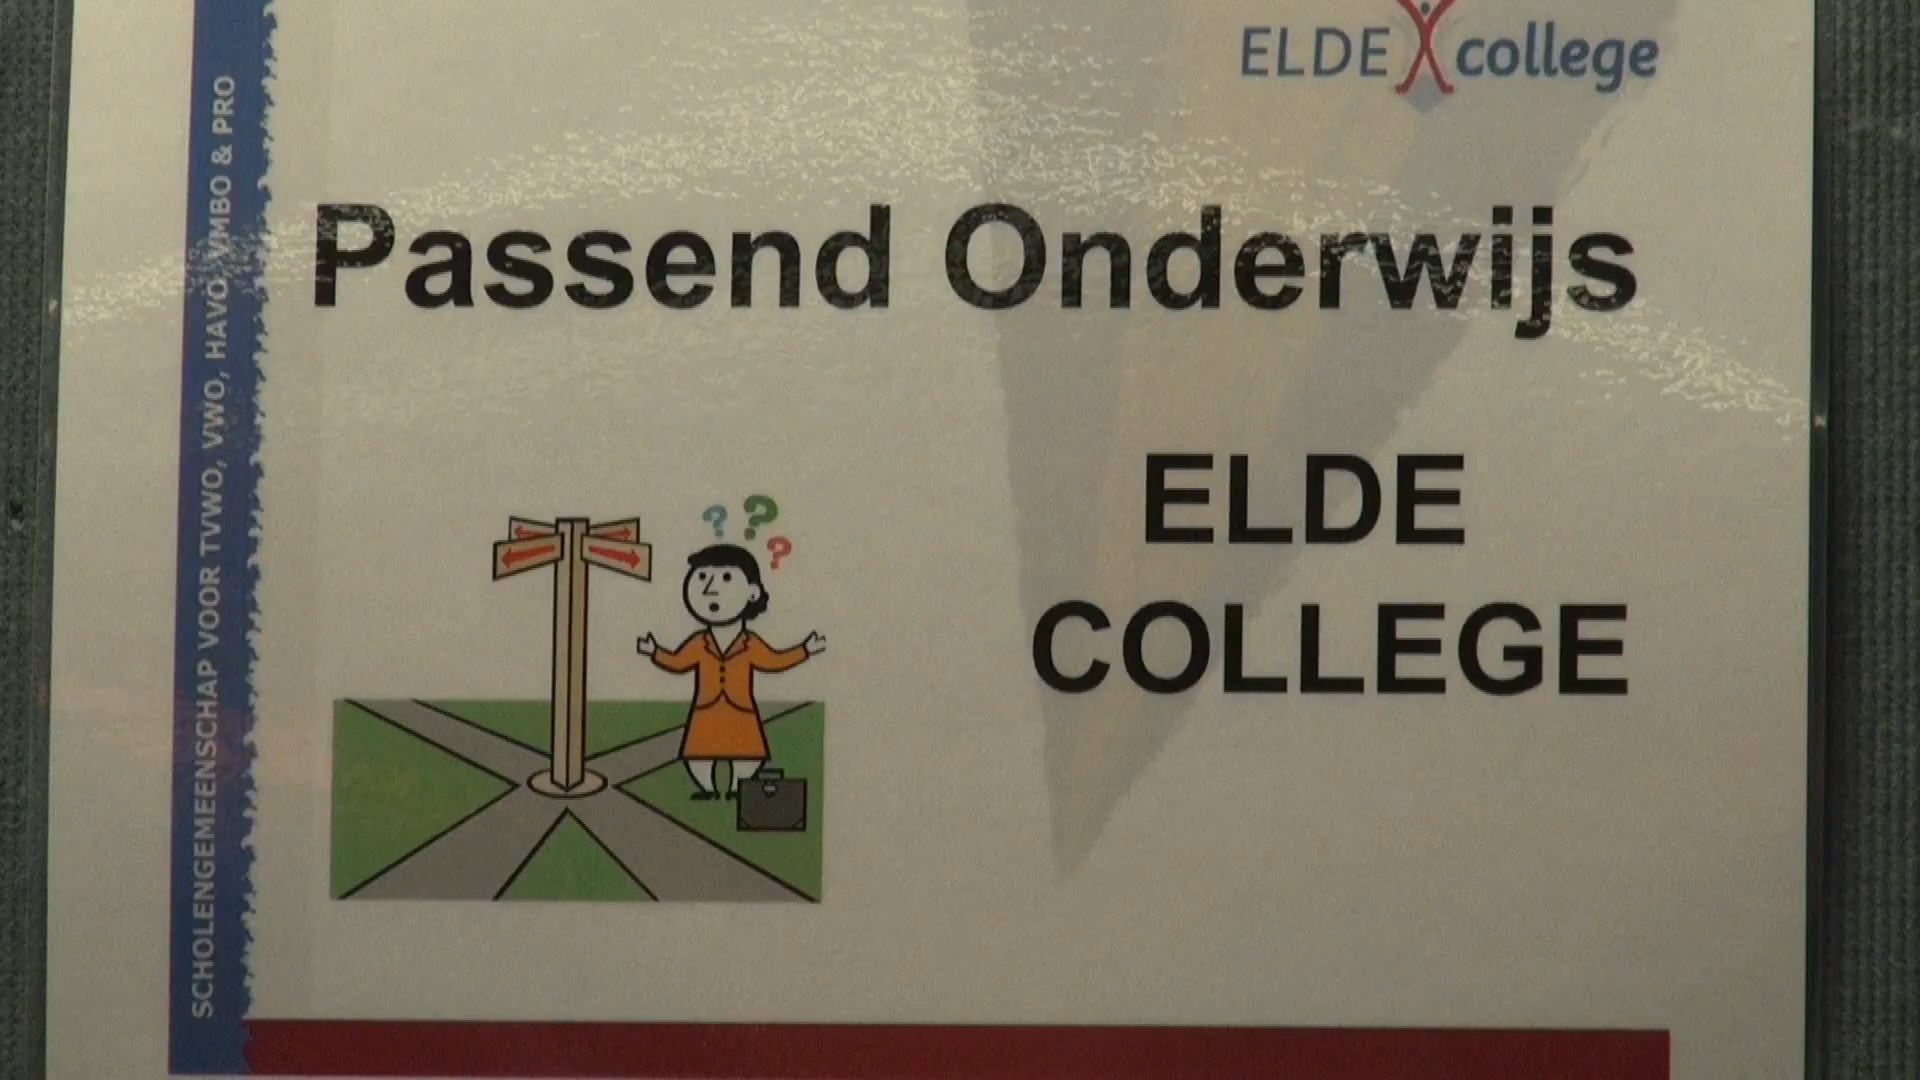 ELDE college
Passend Onderwijs
ELDE
COLLEGE
? ? ?
SCHOLENGEMEENSCHAP VOOR TVWO, VWO, HAVO, VMBO & PRO